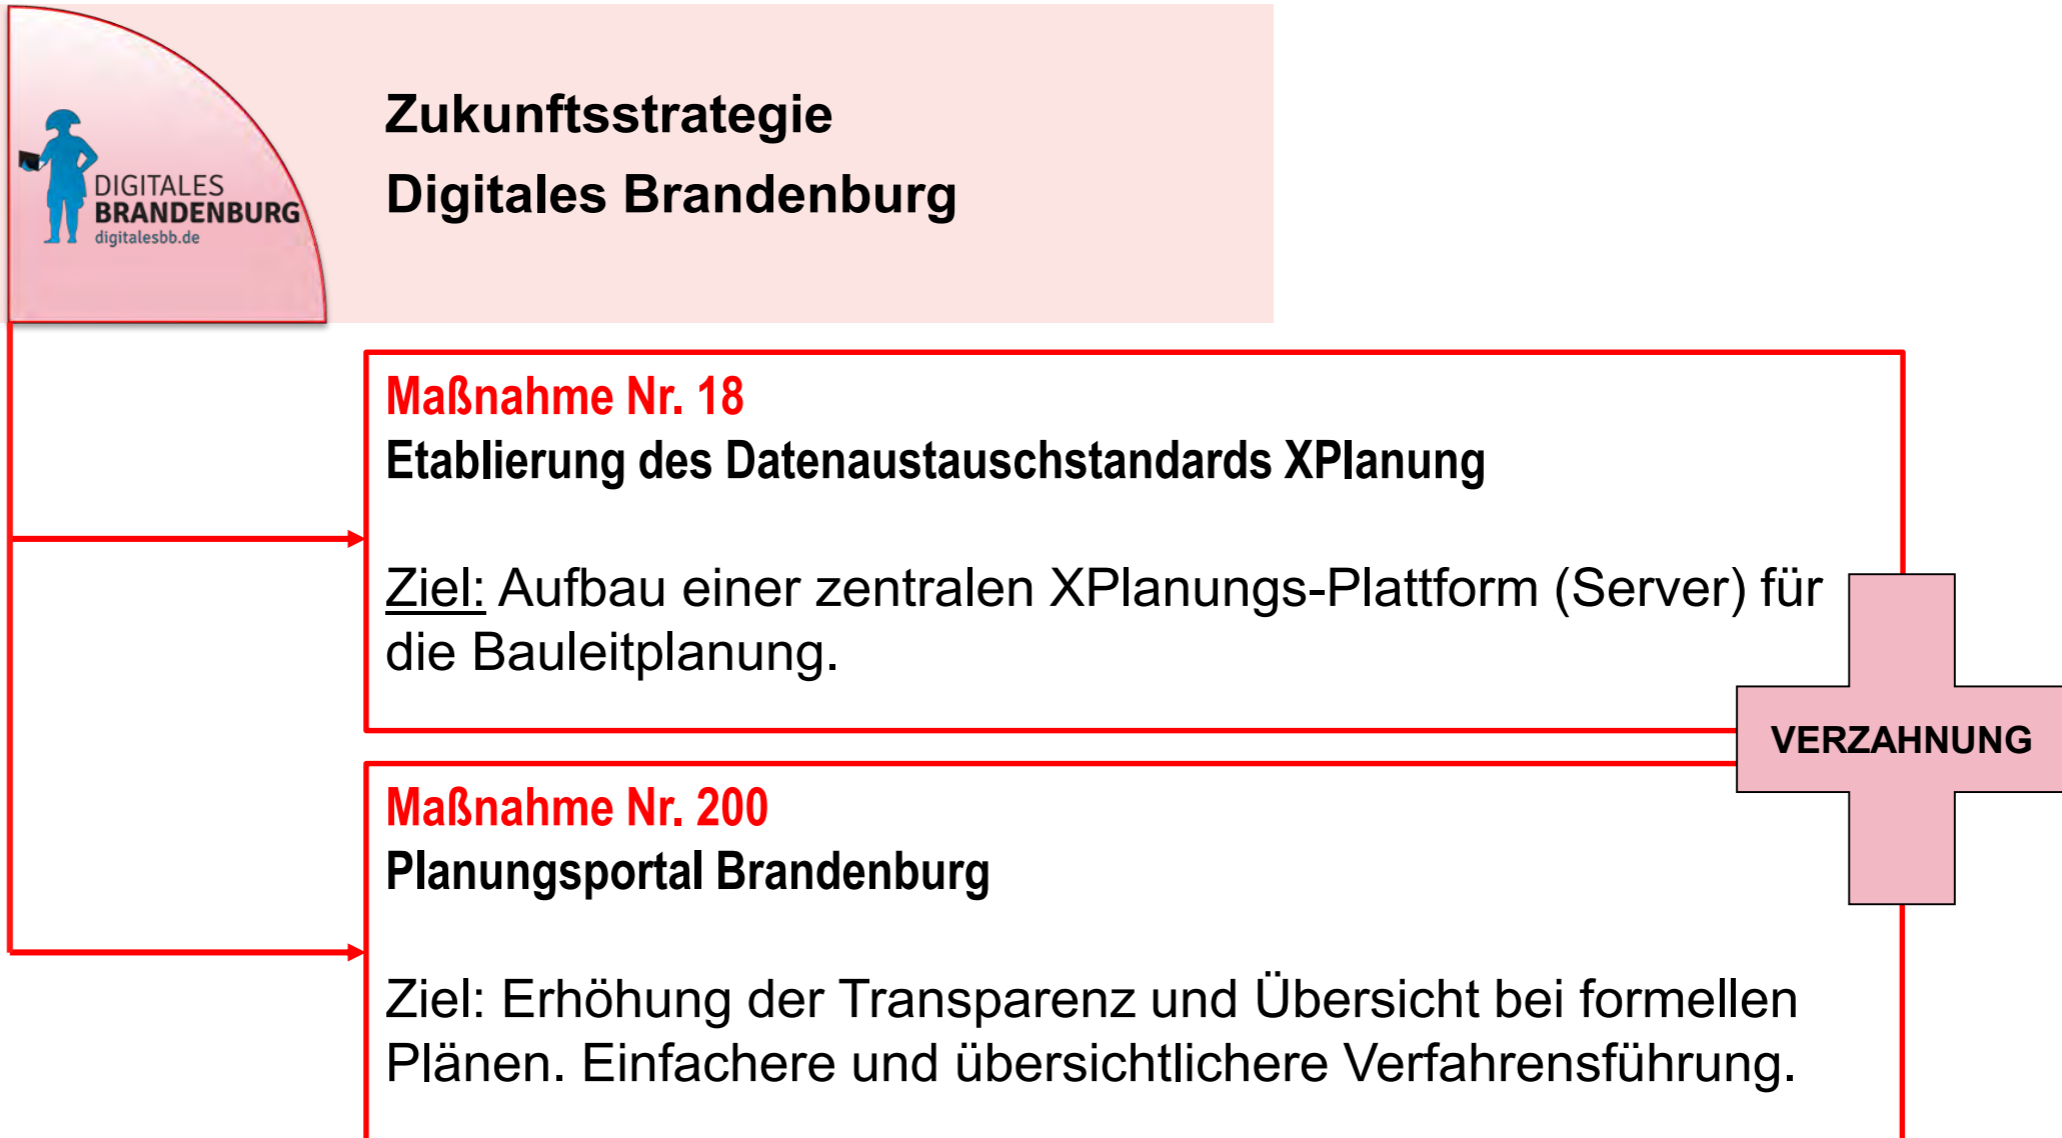 DIGITALES
BRANDENBURG
digitalesbb.de
Zukunftsstrategie
Digitales Brandenburg
Maßnahme Nr. 18
Etablierung des Datenaustauschstandards XPlanung
Ziel: Aufbau einer zentralen XPlanungs-Plattform (Server) für
die Bauleitplanung.
VERZAHNUNG
Maßnahme Nr. 200
Planungsportal Brandenburg
Ziel: Erhöhung der Transparenz und Übersicht bei formellen
Plänen. Einfachere und übersichtlichere Verfahrensführung.